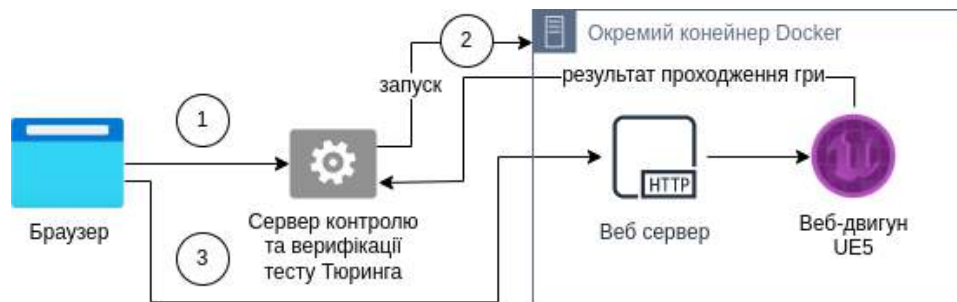 2
Окремий конейнер Docker
запуск
результат проходження гри
1
HTTP
Браузер
Сервер контролю
та верифікації
тесту Тюринга
Веб сервер
Веб-двигун
UE5
3